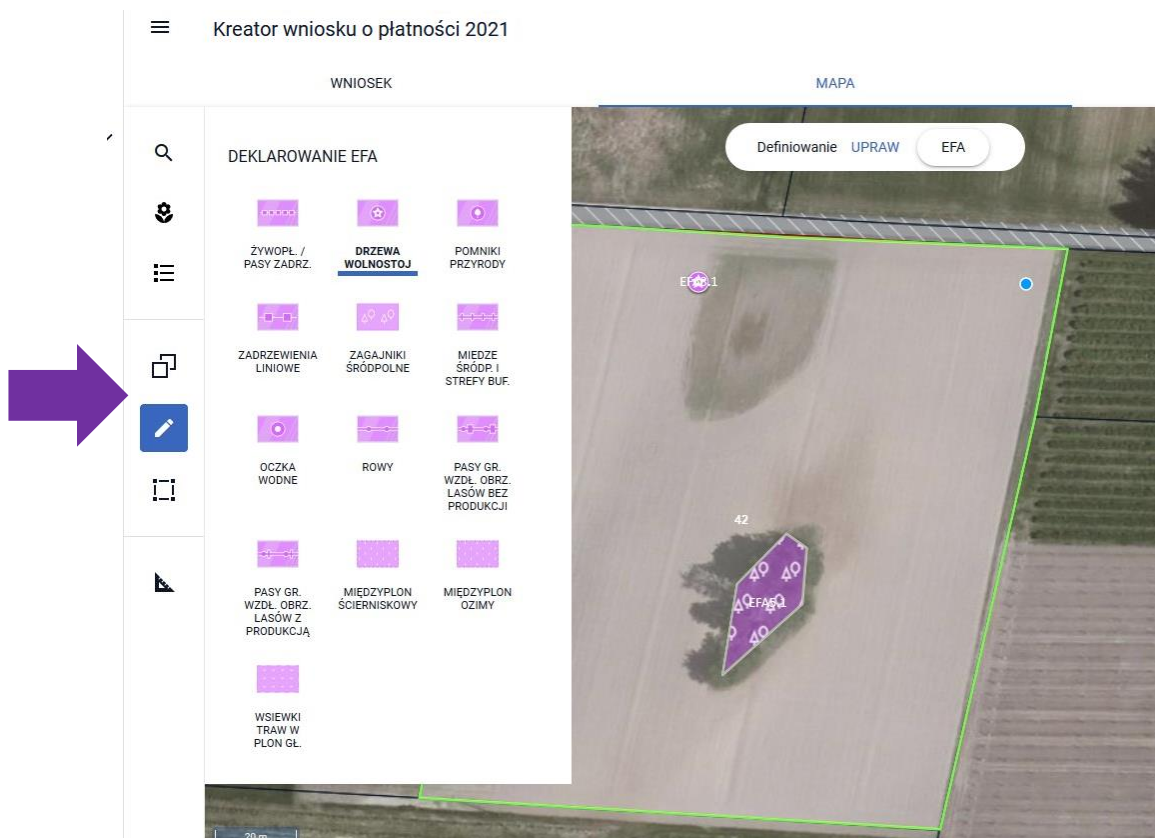 Kreator wniosku o płatności 2021
WNIOSEK
MAPA
DEKLAROWANIE EFA
Definiowanie UPRAW EFA
ŻYWOPŁ. /
PASY ZADRZ.
DRZEWA
WOLNOSTOJ
POMNIKI
PRZYRODY
ZADRZEWIENIA
LINIOWE
ZAGAJNIKI
ŚRÓDPOLNE
MIEDZE
ŚRÓDP. I
STREFY BUF.
OCZKA
WODNE
ROWY
PASY GR.
WZDŁ. OBRZ.
LASÓW BEZ
PRODUKCJI
PASY GR.
WZDŁ. OBRZ.
LASÓW Z
PRODUKCJĄ
MIĘDZYPLON
ŚCIERNISKOWY
MIĘDZYPLON
OZIMY
WSIEWKI
TRAW W
PLON GŁ.
42
20 m